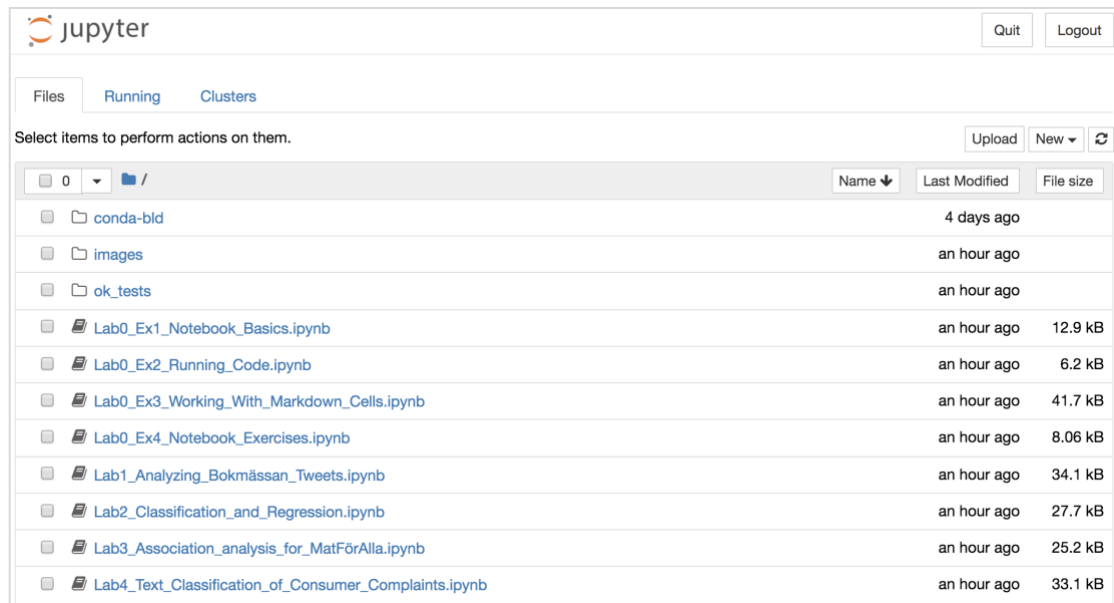 jupyter Quit Logout
Files Running Clusters
Select items to perform actions on them. Upload New
0 / Name Last Modified File size
conda-bld 4 days ago
images an hour ago
ok_tests an hour ago
Lab0_Ex1_Notebook_Basics.ipynb an hour ago 12.9 kB
Lab0_Ex2_Running_Code.ipynb an hour ago 6.2 kB
Lab0_Ex3_Working_With_Markdown_Cells.ipynb an hour ago 41.7 kB
Lab0_Ex4_Notebook_Exercises.ipynb an hour ago 8.06 kB
Lab1_Analyzing_Bokmässan_Tweets.ipynb an hour ago 34.1 kB
Lab2_Classification_and_Regression.ipynb an hour ago 27.7 kB
Lab3_Association_analysis_for_MatFörAlla.ipynb an hour ago 25.2 kB
Lab4_Text_Classification_of_Consumer_Complaints.ipynb an hour ago 33.1 kB